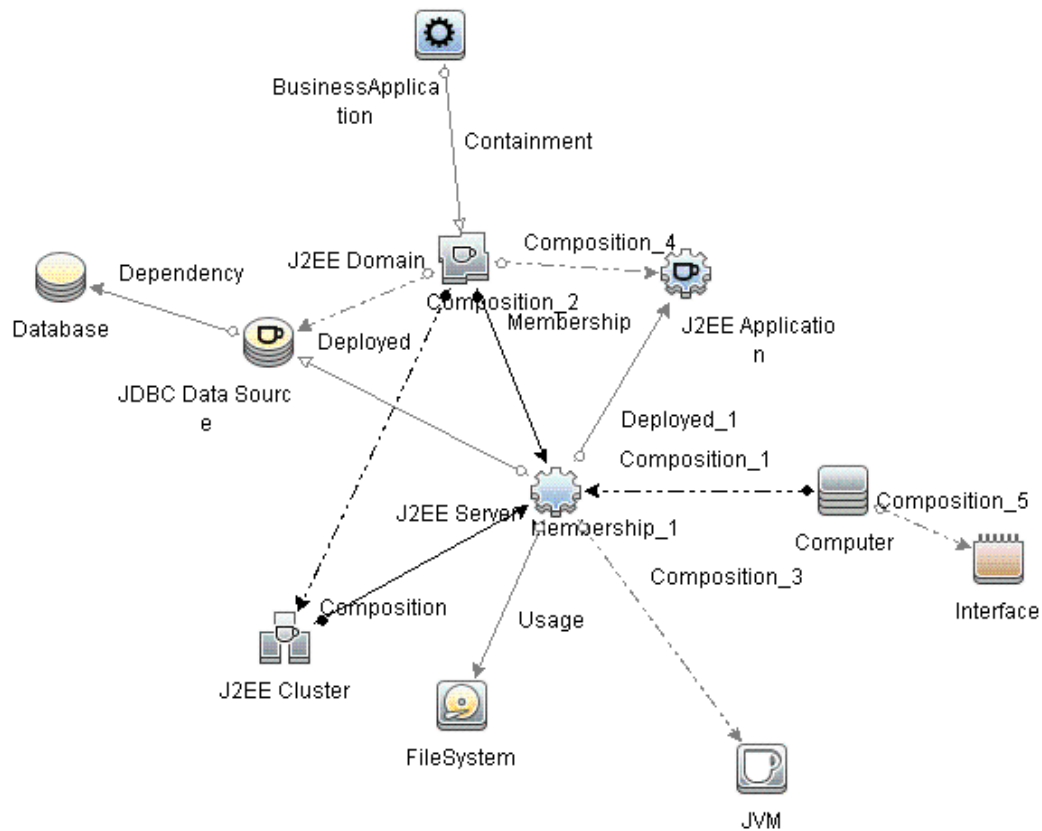 BusinessApplica
tion
Containment
Composition_4
J2EE Domain
Dependency
Composition_2
Membership
Database
Deployed
J2EE Applicatio
n
JDBC Data Sourc
e
Deployed_1
Composition_1
Composition_5
J2EE Server
Membership_1
Computer
Composition_3
Composition
Usage
Interface
J2EE Cluster
FileSystem
JVM